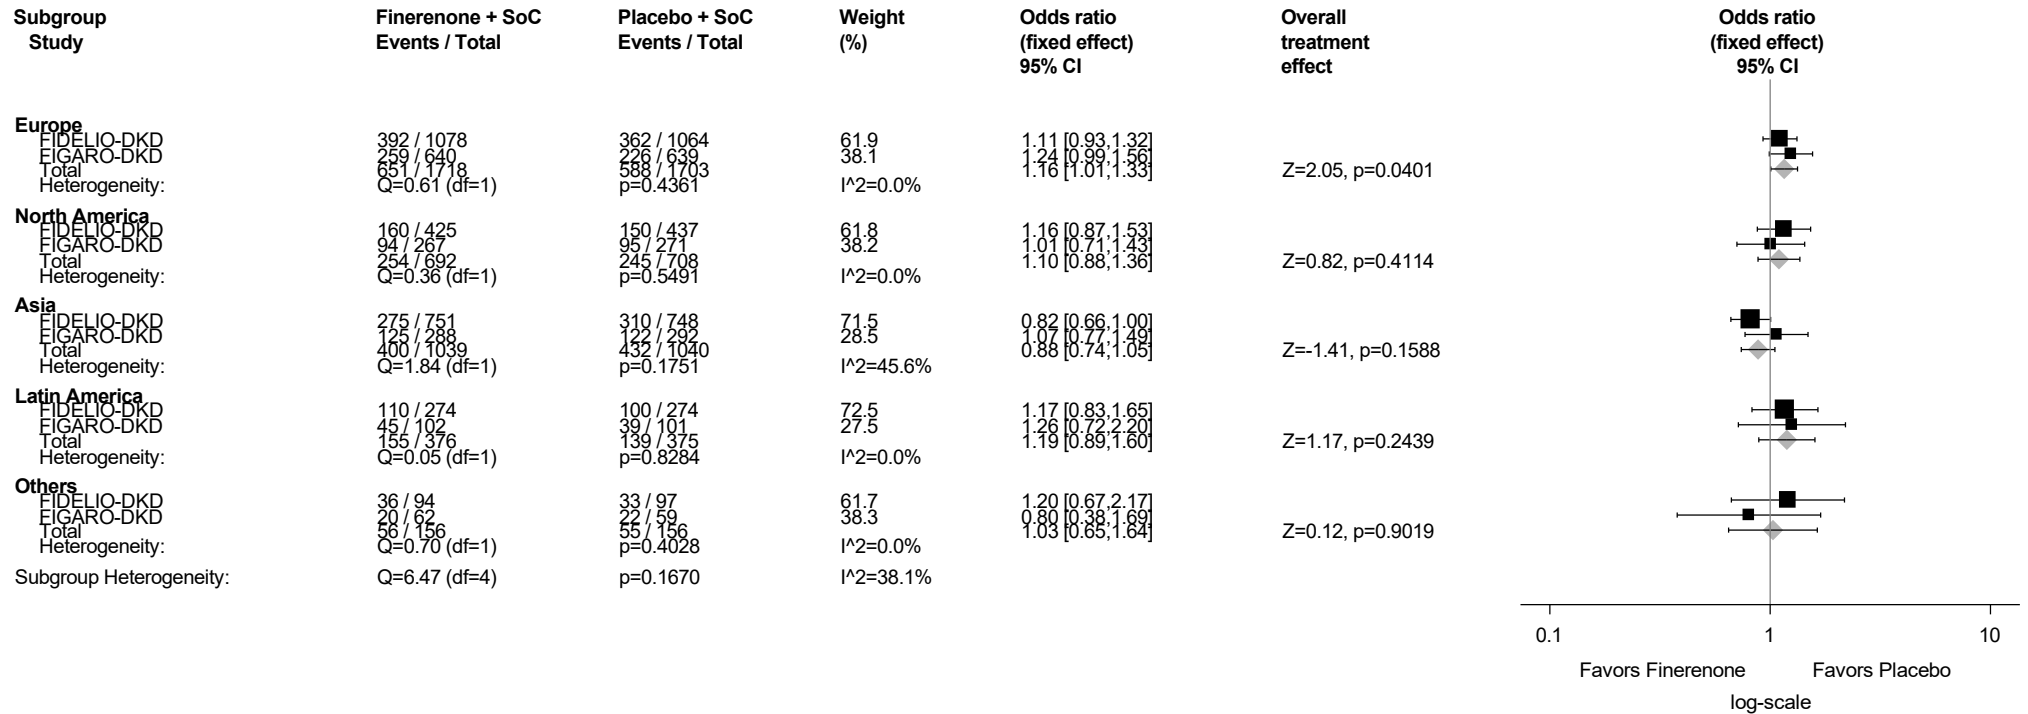 Subgroup Finerenone + SoC Placebo + SoC Weight Odds ratio Overall Odds ratio
Study Events / Total Events / Total (%) (fixed effect) treatment (fixed effect)
95% CI effect 95% CI
Europe
FIDELIO-DKD 392 / 1078 362 / 1064 61.9 1.11 [0.93,1.32]
FIGARO-DKD 259 / 640 226 / 639 38.1 1.24 [0.99,1.56]
Total 651 / 1718 588 / 1703 1.16 [1.01,1.33] Z=2.05, p=0.0401
Heterogeneity: Q=0.61 (df=1) p=0.4361 I^2=0.0%
North America
FIDELIO-DKD 160 / 425 150 / 437 61.8 1.16 [0.87,1.53]
FIGARO-DKD 94 / 267 95 / 271 38.2 1.01 [0.71,1.43]
Total 254 / 692 245 / 708 1.10 [0.88,1.36] Z=0.82, p=0.4114
Heterogeneity: Q=0.36 (df=1) p=0.5491 I^2=0.0%
Asia
FIDELIO-DKD 275 / 751 310 / 748 71.5 0.82 [0.66,1.00]
FIGARO-DKD 125 / 288 122 / 292 28.5 1.07 [0.77,1.49]
Total 400 / 1039 432 / 1040 0.88 [0.74,1.05] Z=-1.41, p=0.1588
Heterogeneity: Q=1.84 (df=1) p=0.1751 I^2=45.6%
Latin America
FIDELIO-DKD 110 / 274 100 / 274 72.5 1.17 [0.83,1.65]
FIGARO-DKD 45 / 102 39 / 101 27.5 1.26 [0.72,2.20]
Total 155 / 376 139 / 375 1.19 [0.89,1.60] Z=1.17, p=0.2439
Heterogeneity: Q=0.05 (df=1) p=0.8284 I^2=0.0%
Others
FIDELIO-DKD 36 / 94 33 / 97 61.7 1.20 [0.67,2.17]
FIGARO-DKD 20 / 62 22 / 59 38.3 0.80 [0.38,1.69]
Total 56 / 156 55 / 156 1.03 [0.65,1.64] Z=0.12, p=0.9019
Heterogeneity: Q=0.70 (df=1) p=0.4028 I^2=0.0%
Subgroup Heterogeneity: Q=6.47 (df=4) p=0.1670 I^2=38.1%
0.1 1 10
Favors Finerenone Favors Placebo
log-scale